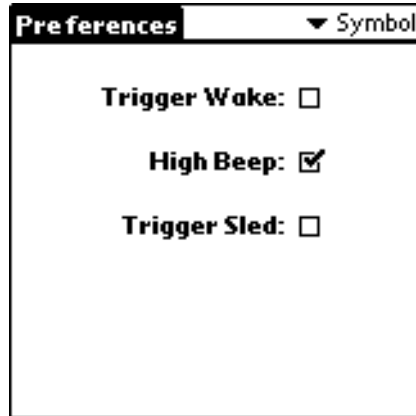 Preferences
Symbol
Trigger Wake:
High Beep:
Trigger Sled: